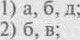 1) а, б, д;
2) б, в;